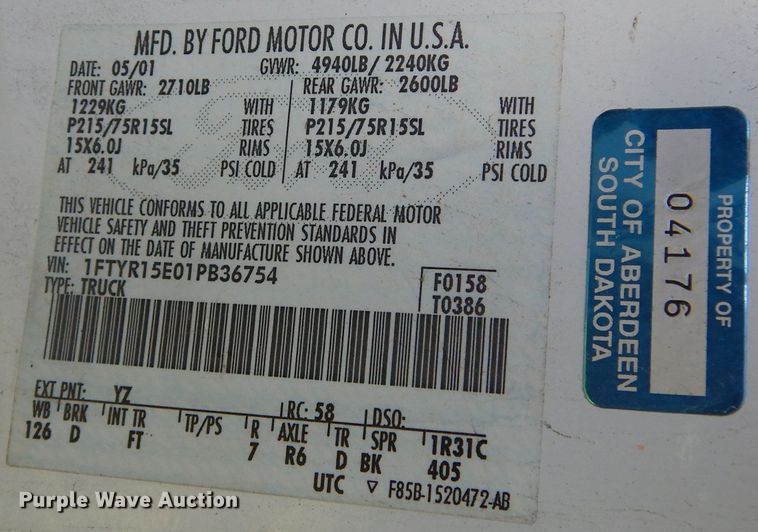 MFD. BY FORD MOTOR CO. IN U.S.A.
DATE: 05/01 GVWR: 4940LB/2240KG
FRONT GAWR: 2710LB REAR GAWR: 2600LB
1229KG WITH 1179KG WITH
P215/75R15SL TIRES P215/75R15SL TIRES
15X6.0J RIMS 15X6.0J RIMS
AT 241 kPa/35 PSI COLD AT 241 kPa/35 PSI COLD
THIS VEHICLE CONFORMS TO ALL APPLICABLE FEDERAL MOTOR
VEHICLE SAFETY AND THEFT PREVENTION STANDARDS IN
EFFECT ON THE DATE OF MANUFACTURE SHOWN ABOVE.
VIN: 1FTYR15E01PB36754
TYPE: TRUCK
F0158
T0386
EXT PNT: YZ RC: 58 DSO:
WB BRK INT TR TP/PS R AXLE TR SPR 1R31C
126 D FT 7 R6 D BK 405
UTC F85B-1520472-AB
PROPERTY OF
04176
CITY OF ABERDEEN
SOUTH DAKOTA
Purple Wave Auction